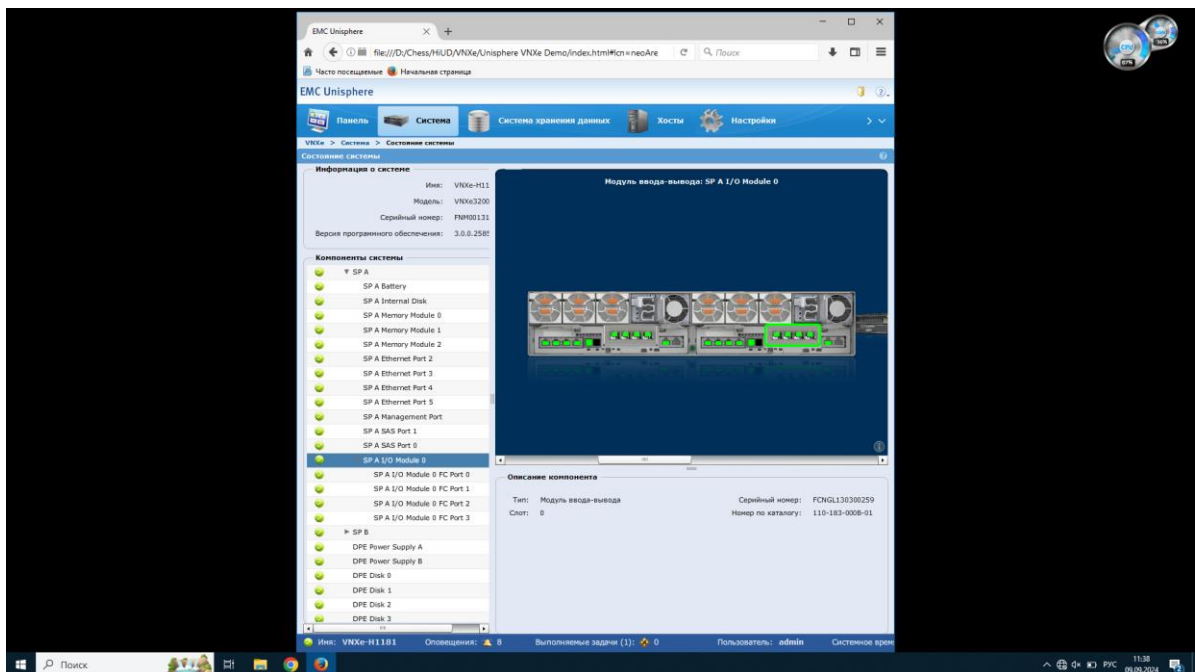 EMC Unisphere
file:///D:/Chess/HiUD/VNXe/Unisphere VNXe Demo/index.html#lcn=neoAre
Поиск
Часто посещаемые Начальная страница
EMC Unisphere
Панель Система Система хранения данных Хосты Настройки
VNXe > Система > Состояние системы
Состояние системы
Информация о системе
Имя: VNXe-H11
Модель: VNXe3200
Серийный номер: FNM00131
Версия программного обеспечения: 3.0.0.2585
Компоненты системы
SP A
SP A Battery
SP A Internal Disk
SP A Memory Module 0
SP A Memory Module 1
SP A Memory Module 2
SP A Ethernet Port 2
SP A Ethernet Port 3
SP A Ethernet Port 4
SP A Ethernet Port 5
SP A Management Port
SP A SAS Port 1
SP A SAS Port 0
SP A I/O Module 0
SP A I/O Module 0 FC Port 0
SP A I/O Module 0 FC Port 1
SP A I/O Module 0 FC Port 2
SP A I/O Module 0 FC Port 3
SP B
DPE Power Supply A
DPE Power Supply B
DPE Disk 0
DPE Disk 1
DPE Disk 2
DPE Disk 3
Модуль ввода-вывода: SP A I/O Module 0
Описание компонента
Тип: Модуль ввода-вывода
Серийный номер: FCNGL130300259
Слот: 0
Номер по каталогу: 110-183-000B-01
Имя: VNXe-H1181 Оповещения: 8 Выполняемые задачи (1): 0 Пользователь: admin Системное врем
Поиск
РУС
11:38
09.09.2024